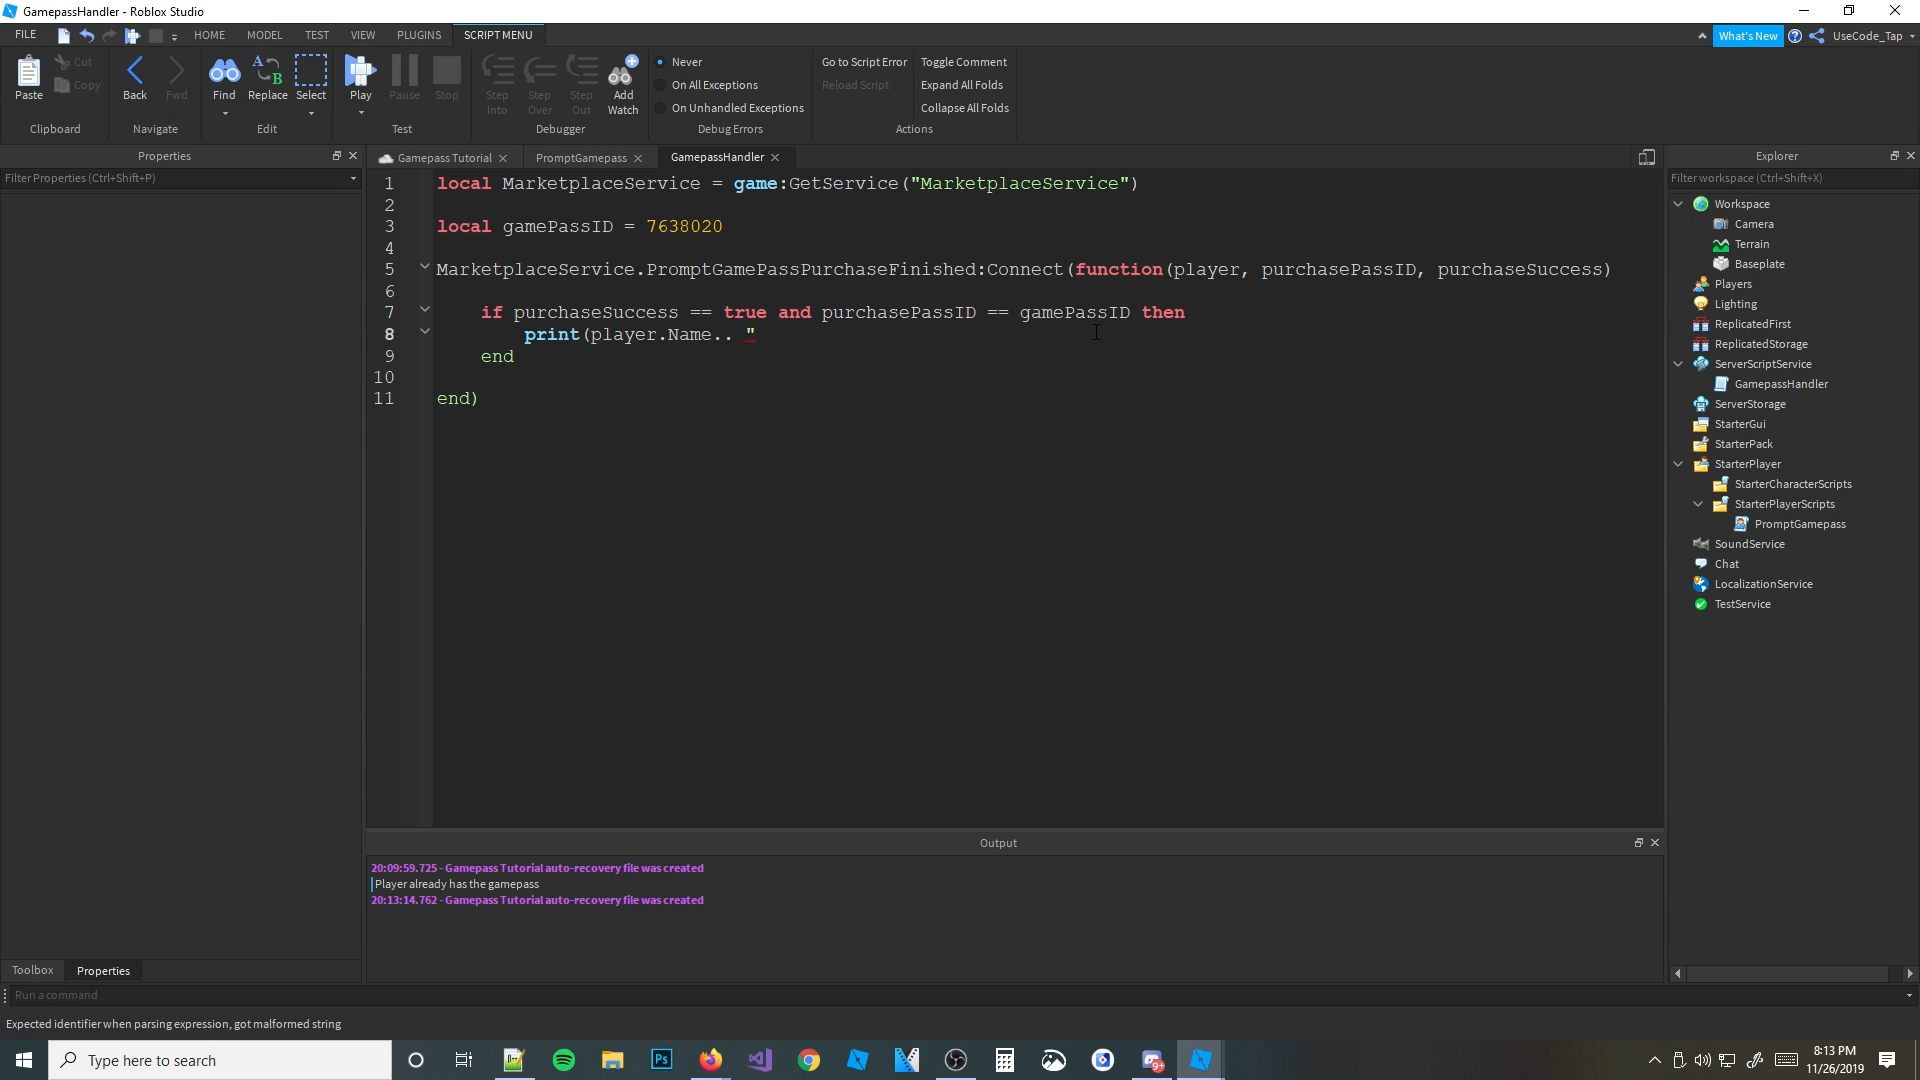 GamepassHandler - Roblox Studio
FILE HOME MODEL TEST VIEW PLUGINS SCRIPT MENU What's New UseCode_Tap
Paste Cut Copy Clipboard
Back Fwd Navigate
Find Replace Select Edit
Play Pause Stop Test
Step Into Step Over Step Out Add Watch Debugger
Never
On All Exceptions
On Unhandled Exceptions
Debug Errors
Go to Script Error Toggle Comment
Reload Script Expand All Folds
Collapse All Folds
Actions
Properties
Filter Properties (Ctrl+Shift+P)
Gamepass Tutorial PromptGamepass GamepassHandler
1 local MarketplaceService = game:GetService("MarketplaceService")
2
3 local gamePassID = 7638020
4
5 MarketplaceService.PromptGamePassPurchaseFinished:Connect(function(player, purchasePassID, purchaseSuccess)
6
7 if purchaseSuccess == true and purchasePassID == gamePassID then
8 print(player.Name.. "
9 end
10
11 end)
Explorer
Filter workspace (Ctrl+Shift+X)
Workspace
Camera
Terrain
Baseplate
Players
Lighting
ReplicatedFirst
ReplicatedStorage
ServerScriptService
GamepassHandler
ServerStorage
StarterGui
StarterPack
StarterPlayer
StarterCharacterScripts
StarterPlayerScripts
PromptGamepass
SoundService
Chat
LocalizationService
TestService
Output
20:09:59.725 - Gamepass Tutorial auto-recovery file was created
Player already has the gamepass
20:13:14.762 - Gamepass Tutorial auto-recovery file was created
Toolbox Properties
Run a command
Expected identifier when parsing expression, got malformed string
Type here to search
Ps
9+
8:13 PM
11/26/2019